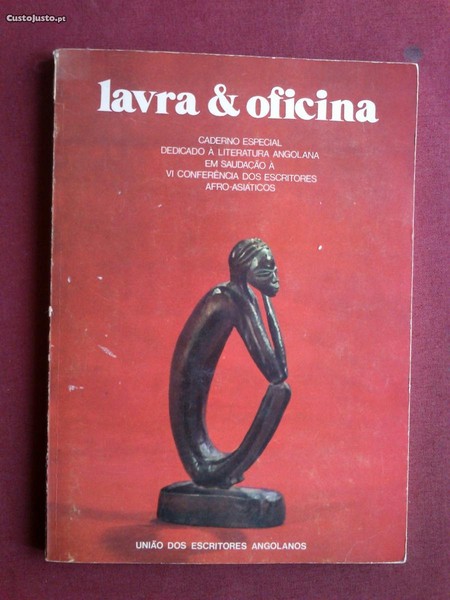 CustoJusto.pt
lavra & oficina
CADERNO ESPECIAL
DEDICADO À LITERATURA ANGOLANA
EM SAUDAÇÃO À
VI CONFERÊNCIA DOS ESCRITORES
AFRO-ASIÁTICOS
UNIÃO DOS ESCRITORES ANGOLANOS